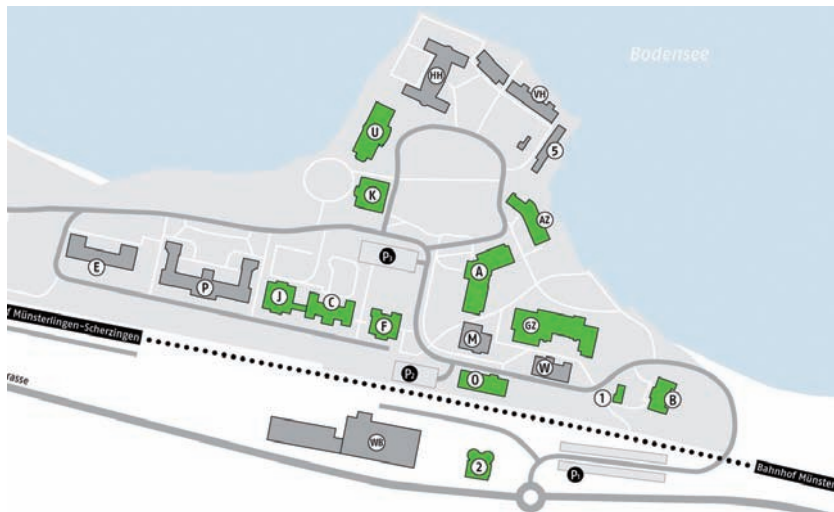 Bodensee
HH
VH
U
5
K
AZ
P3
E
A
P
J
C
GZ
F
M
W
f Münsterlingen-Scherzingen
P2
O
1
B
rasse
WB
2
P1
Bahnhof Münster